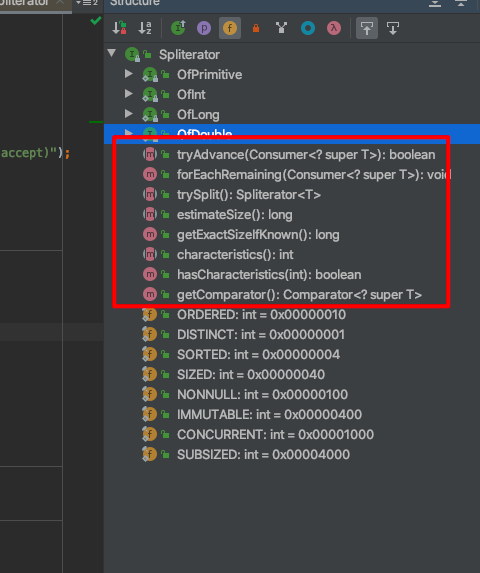 pliterator
2
Structure
Spliterator
OfPrimitive
OfInt
OfLong
OfDouble
accept)");
tryAdvance(Consumer<? super T>): boolean
forEachRemaining(Consumer<? super T>): void
trySplit(): Spliterator<T>
estimateSize(): long
getExactSizeIfKnown(): long
characteristics(): int
hasCharacteristics(int): boolean
getComparator(): Comparator<? super T>
ORDERED: int = 0x00000010
DISTINCT: int = 0x00000001
SORTED: int = 0x00000004
SIZED: int = 0x00000040
NONNULL: int = 0x00000100
IMMUTABLE: int = 0x00000400
CONCURRENT: int = 0x00001000
SUBSIZED: int = 0x00004000